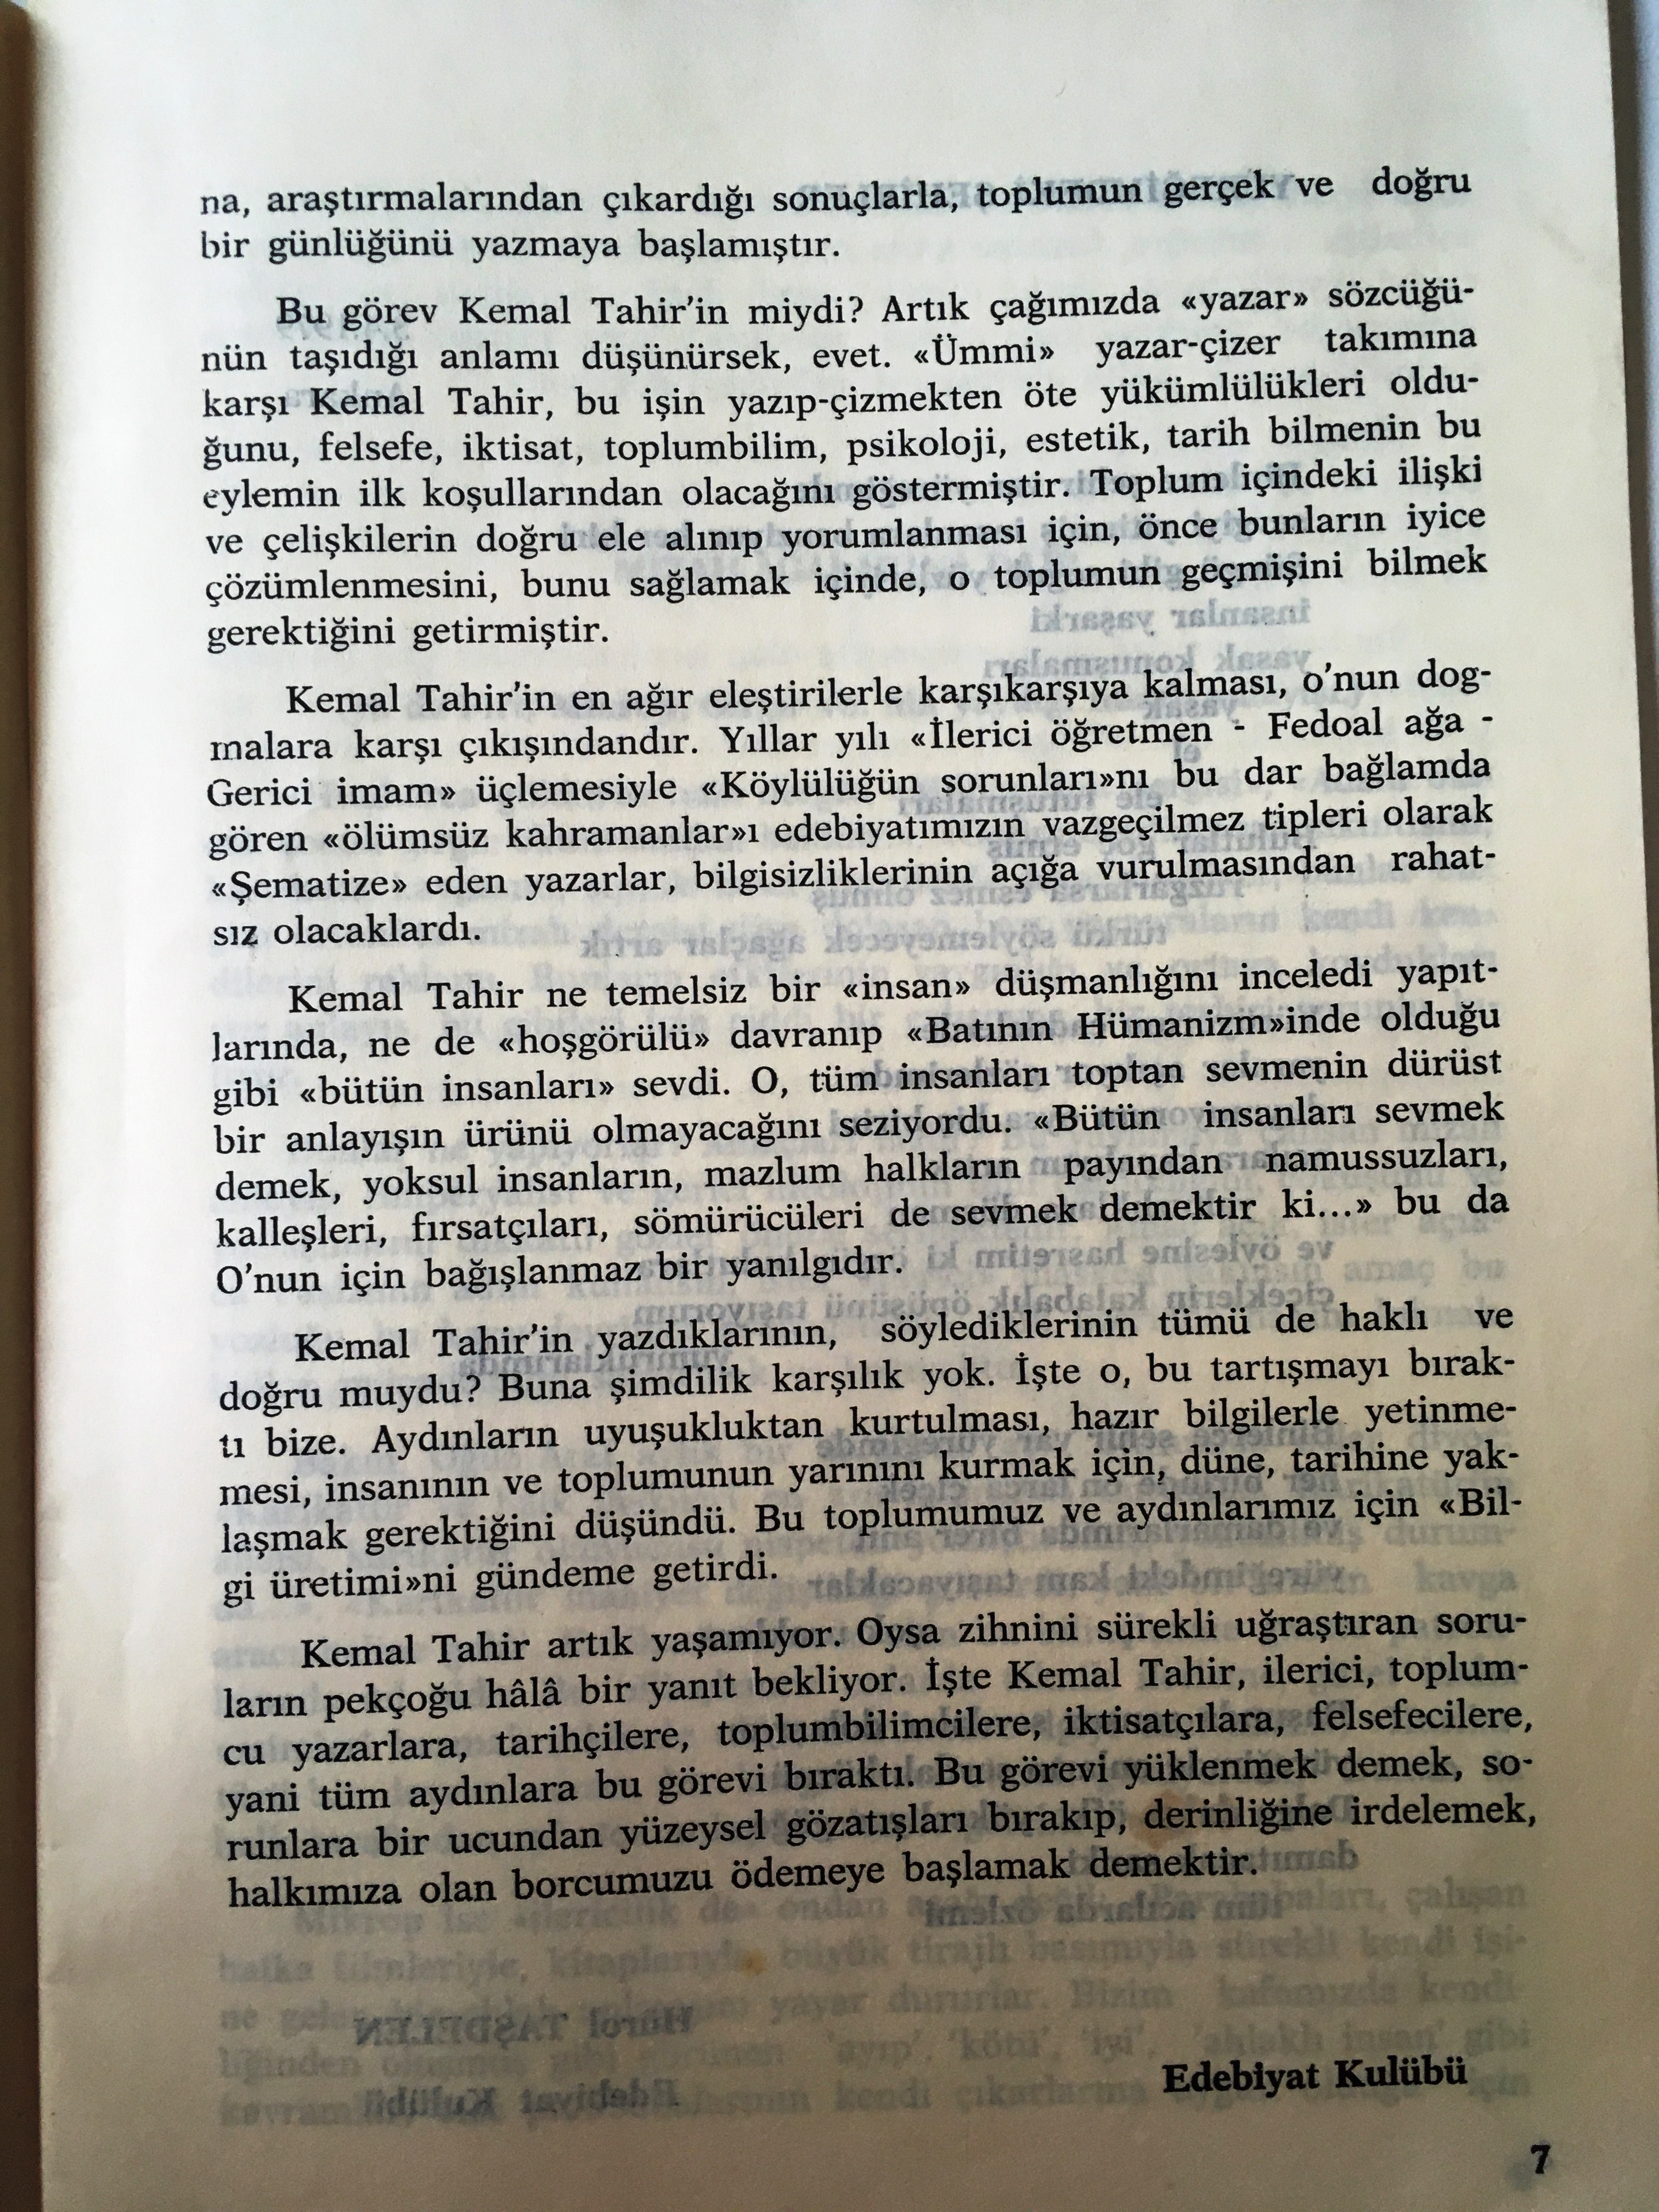 na, araştırmalarından çıkardığı sonuçlarla, toplumun gerçek ve doğru
bir günlüğünü yazmaya başlamıştır.
Bu görev Kemal Tahir'in miydi? Artık çağımızda «yazar» sözcüğü-
nün taşıdığı anlamı düşünürsek, evet. «Ümmi» yazar-çizer takımına
karşı Kemal Tahir, bu işin yazıp-çizmekten öte yükümlülükleri oldu-
ğunu, felsefe, iktisat, toplumbilim, psikoloji, estetik, tarih bilmenin bu
eylemin ilk koşullarından olacağını göstermiştir. Toplum içindeki ilişki
ve çelişkilerin doğru ele alınıp yorumlanması için, önce bunların iyice
çözümlenmesini, bunu sağlamak içinde, o toplumun geçmişini bilmek
gerektiğini getirmiştir.
Kemal Tahir'in en ağır eleştirilerle karşıkarşıya kalması, o'nun dog-
malara karşı çıkışındandır. Yıllar yılı «İlerici öğretmen - Fedoal ağa -
Gerici imam» üçlemesiyle «Köylülüğün sorunları»nı bu dar bağlamda
gören «ölümsüz kahramanlar»ı edebiyatımızın vazgeçilmez tipleri olarak
«Şematize» eden yazarlar, bilgisizliklerinin açığa vurulmasından rahat-
sız olacaklardı.
Kemal Tahir ne temelsiz bir «insan» düşmanlığını inceledi yapıt-
larında, ne de «hoşgörülü» davranıp «Batının Hümanizm»inde olduğu
gibi «bütün insanları» sevdi. O, tüm insanları toptan sevmenin dürüst
bir anlayışın ürünü olmayacağını seziyordu. «Bütün insanları sevmek
demek, yoksul insanların, mazlum halkların payından namussuzları,
kalleşleri, fırsatçıları, sömürücüleri de sevmek demektir ki...» bu da
O'nun için bağışlanmaz bir yanılgıdır.
Kemal Tahir'in yazdıklarının, söylediklerinin tümü de haklı ve
doğru muydu? Buna şimdilik karşılık yok. İşte o, bu tartışmayı bırak-
tı bize. Aydınların uyuşukluktan kurtulması, hazır bilgilerle yetinme-
mesi, insanının ve toplumunun yarınını kurmak için, düne, tarihine yak-
laşmak gerektiğini düşündü. Bu toplumumuz ve aydınlarımız için «Bil-
gi üretimi»ni gündeme getirdi.
Kemal Tahir artık yaşamıyor. Oysa zihnini sürekli uğraştıran soru-
ların pekçoğu hâlâ bir yanıt bekliyor. İşte Kemal Tahir, ilerici, toplum-
cu yazarlara, tarihçilere, toplumbilimcilere, iktisatçılara, felsefecilere,
yani tüm aydınlara bu görevi bıraktı. Bu görevi yüklenmek demek, so-
runlara bir ucundan yüzeysel gözatışları bırakıp, derinliğine irdelemek,
halkımıza olan borcumuzu ödemeye başlamak demektir.
Edebiyat Kulübü
7